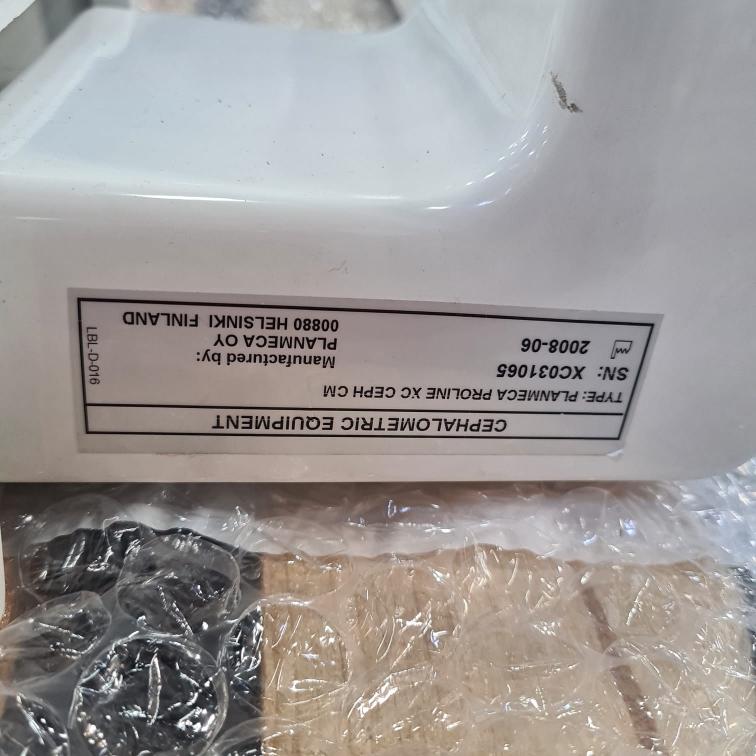 CEPHALOMETRIC EQUIPMENT
TYPE: PLANMECA PROLINE XC CEPH CM
SN: XC031065
2008-06
Manufactured by:
PLANMECA OY
00880 HELSINKI FINLAND
LBL-D-016